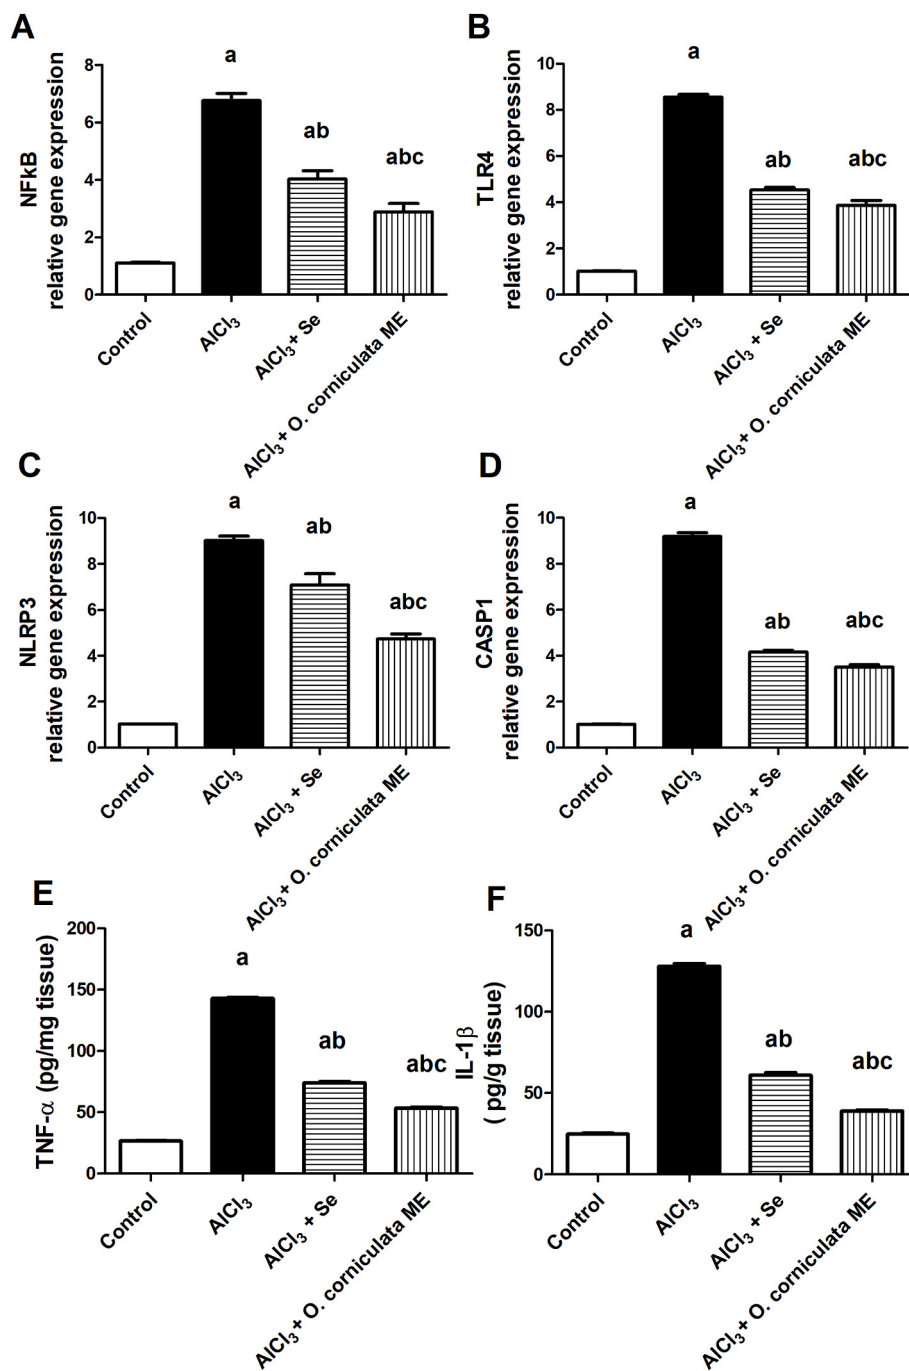 A
NFkB
relative gene expression
8
6
4
2
0
a
ab
abc
Control
AlCl3
AlCl3 + Se
AlCl3 + O. corniculata ME
B
TLR4
relative gene expression
10
8
6
4
2
0
a
ab
abc
Control
AlCl3
AlCl3 + Se
AlCl3 + O. corniculata ME
C
NLRP3
relative gene expression
10
8
6
4
2
0
a
ab
abc
Control
AlCl3
AlCl3 + Se
AlCl3 + O. corniculata ME
D
CASP1
relative gene expression
10
8
6
4
2
0
a
ab
abc
Control
AlCl3
AlCl3 + Se
AlCl3 + O. corniculata ME
E
TNF-α (pg/mg tissue)
200
150
100
50
0
a
ab
abc
Control
AlCl3
AlCl3 + Se
AlCl3 + O. corniculata ME
F
IL-1β
( pg/g tissue)
150
100
50
0
a
ab
abc
Control
AlCl3
AlCl3 + Se
AlCl3 + O. corniculata ME